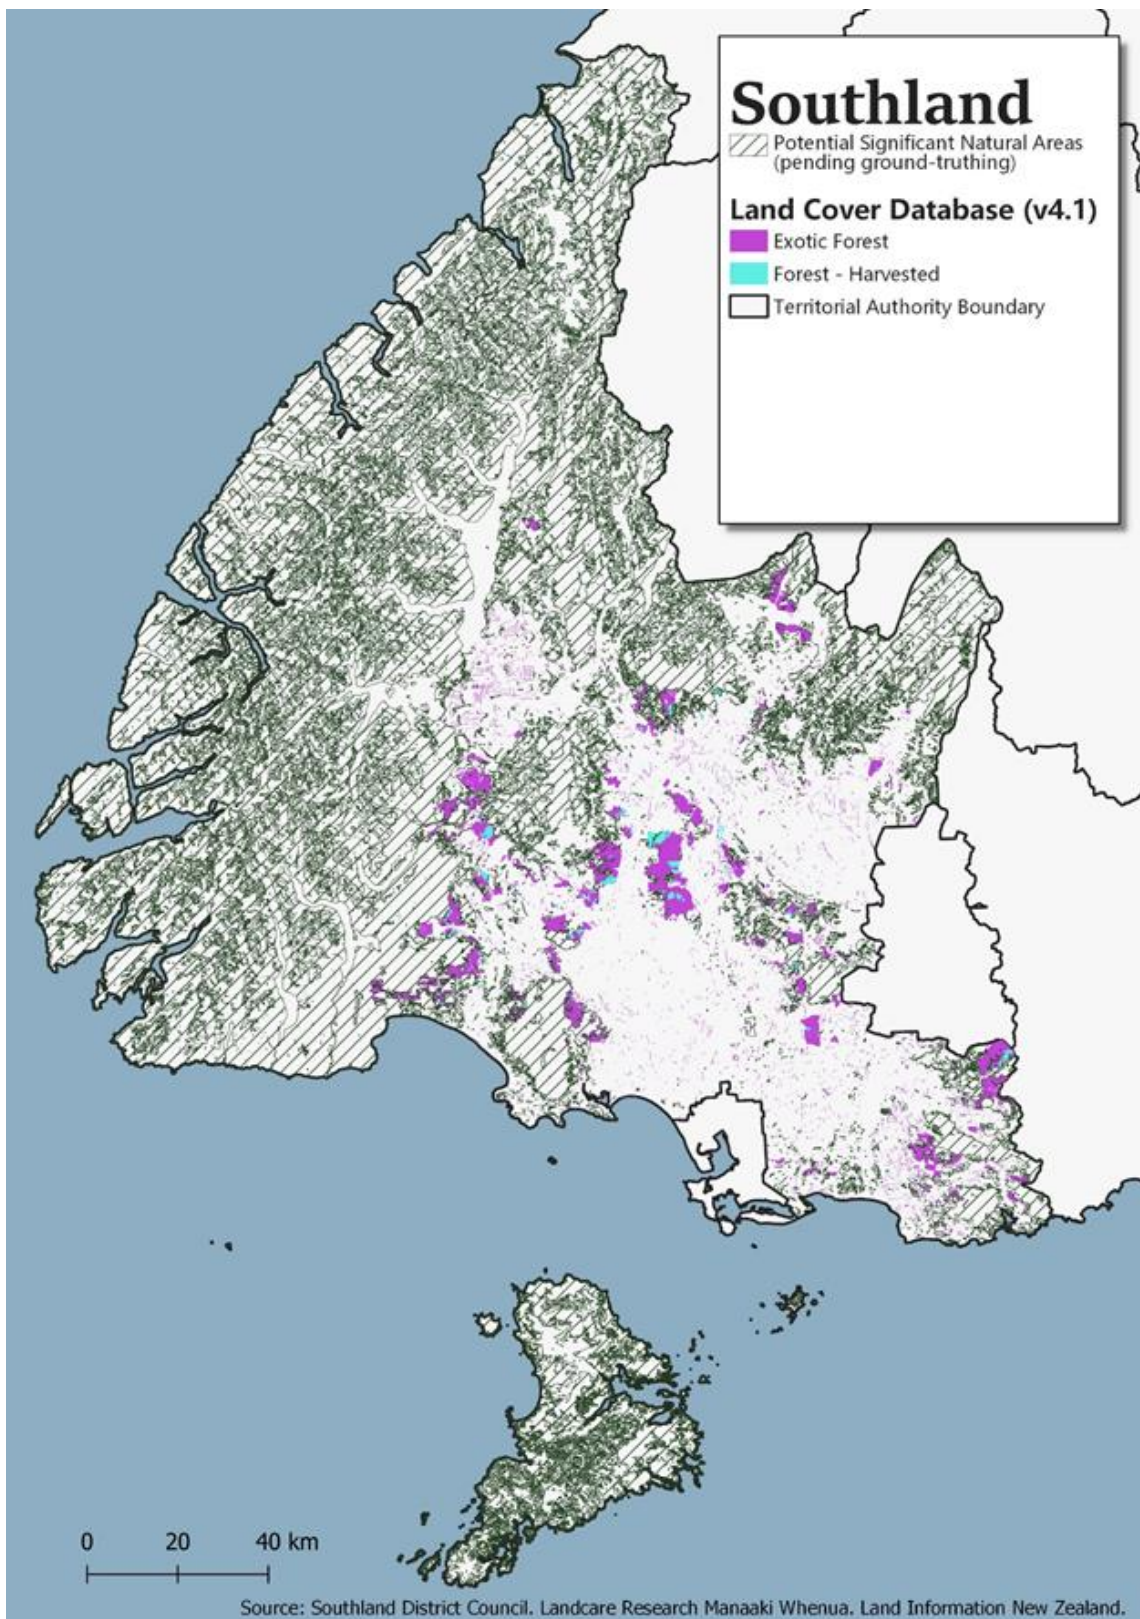 Southland
Potential Significant Natural Areas
(pending ground-truthing)
Land Cover Database (v4.1)
Exotic Forest
Forest - Harvested
Territorial Authority Boundary
0 20 40 km
Source: Southland District Council. Landcare Research Manaaki Whenua. Land Information New Zealand.